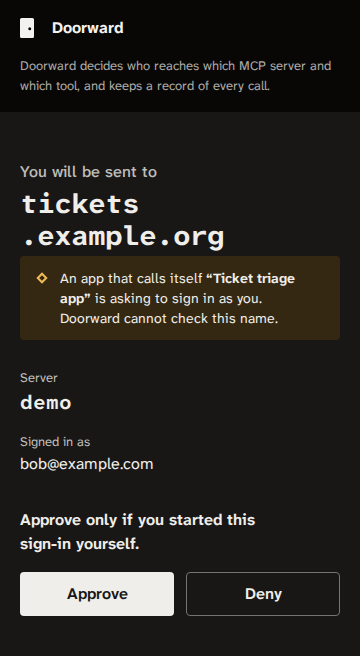 Doorward
Doorward decides who reaches which MCP server and
which tool, and keeps a record of every call.
You will be sent to
tickets
.example.org
An app that calls itself “Ticket triage
app” is asking to sign in as you.
Doorward cannot check this name.
Server
demo
Signed in as
bob@example.com
Approve only if you started this
sign-in yourself.
Approve
Deny